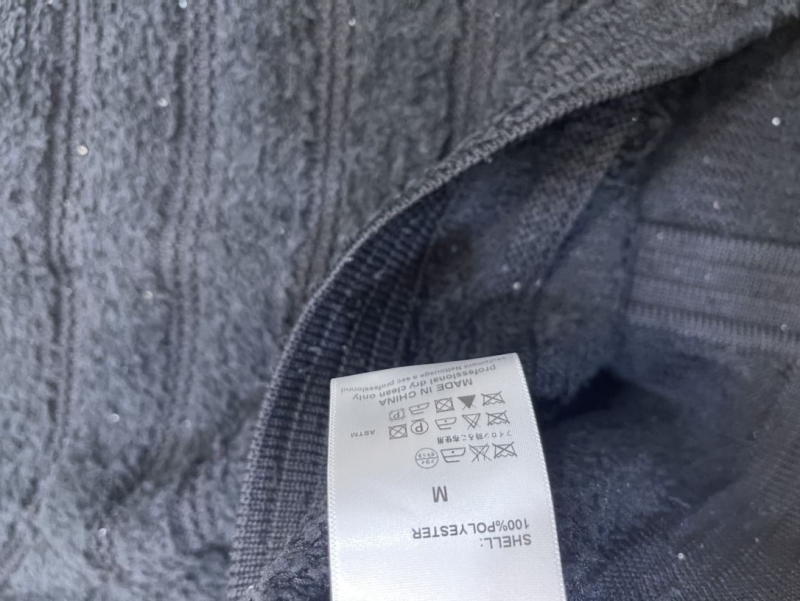 SHELL:
100%POLYESTER
M
ASTM
P
MADE IN CHINA
professional dry clean only